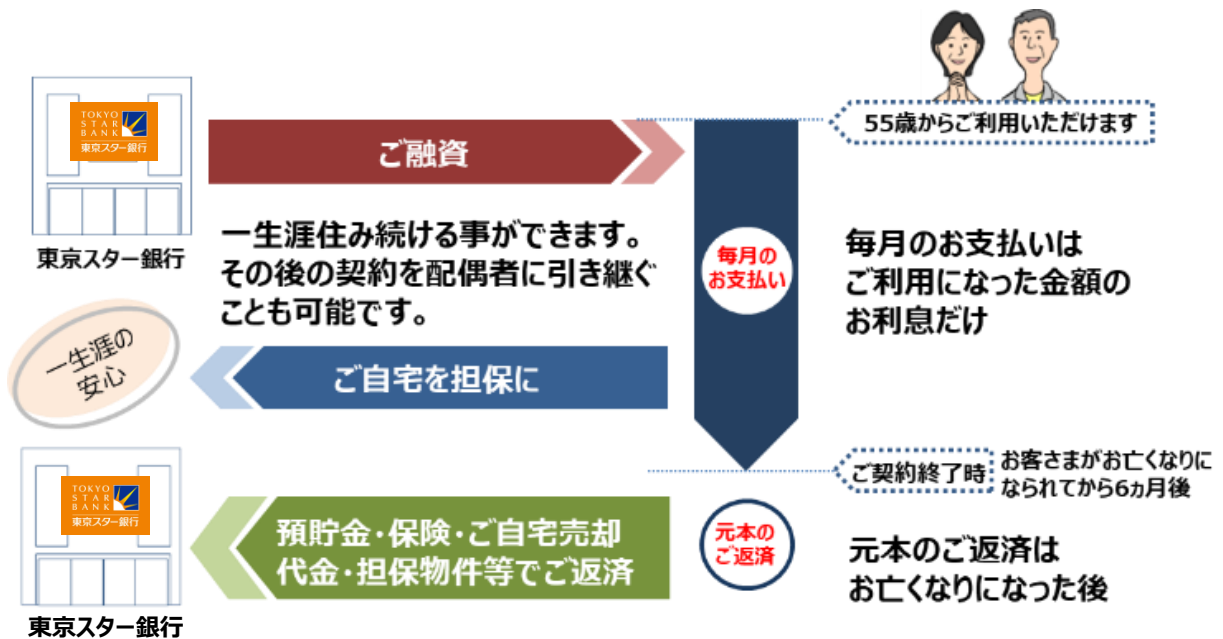 TOKYO
STAR
BANK
東京スター銀行
東京スター銀行
ご融資
55歳からご利用いただけます
一生涯住み続ける事ができます。
その後の契約を配偶者に引き継ぐ
ことも可能です。
毎月の
お支払い
毎月のお支払いは
ご利用になった金額の
お利息だけ
一生涯の
安心
ご自宅を担保に
ご契約終了時
お客さまがお亡くなりに
なられてから6ヵ月後
TOKYO
STAR
BANK
東京スター銀行
東京スター銀行
預貯金・保険・ご自宅売却
代金・担保物件等でご返済
元本の
ご返済
元本のご返済は
お亡くなりになった後